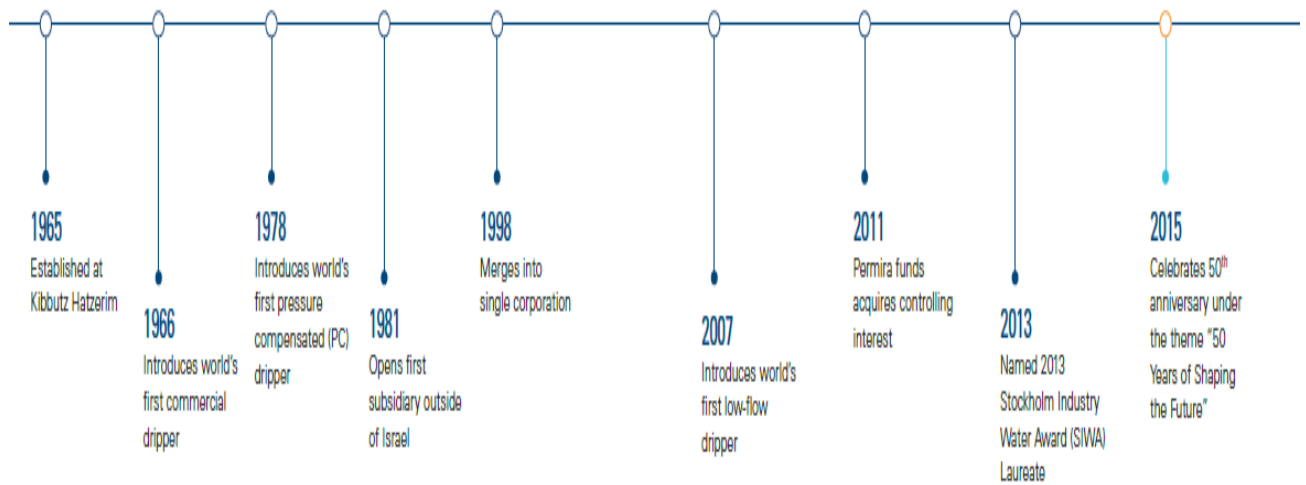 1965
Established at
Kibbutz Hatzerim
1966
Introduces world's
first commercial
dripper
1978
Introduces world's
first pressure
compensated (PC)
dripper
1981
Opens first
subsidiary outside
of Israel
1998
Merges into
single corporation
2007
Introduces world's
first low-flow
dripper
2011
Permira funds
acquires controlling
interest
2013
Named 2013
Stockholm Industry
Water Award (SIWA)
Laureate
2015
Celebrates 50th
anniversary under
the theme "50
Years of Shaping
the Future"